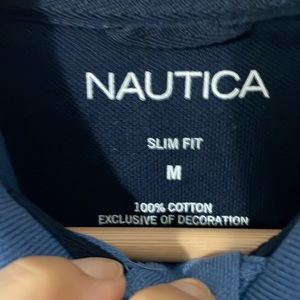 NAUTICA
SLIM FIT
M
100% COTTON
EXCLUSIVE OF DECORATION